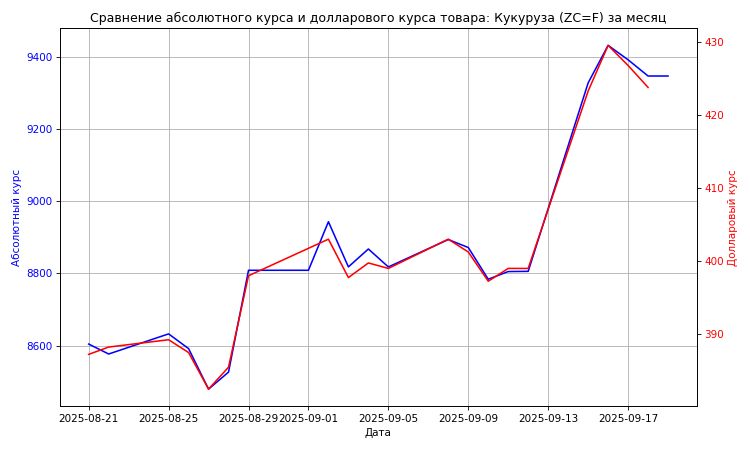 Сравнение абсолютного курса и долларового курса товара: Кукуруза (ZC=F) за месяц
Абсолютный курс
9400
9200
9000
8800
8600
430
420
410
400
390
Долларовый курс
2025-08-21 2025-08-25 2025-08-29 2025-09-01 2025-09-05 2025-09-09 2025-09-13 2025-09-17
Дата